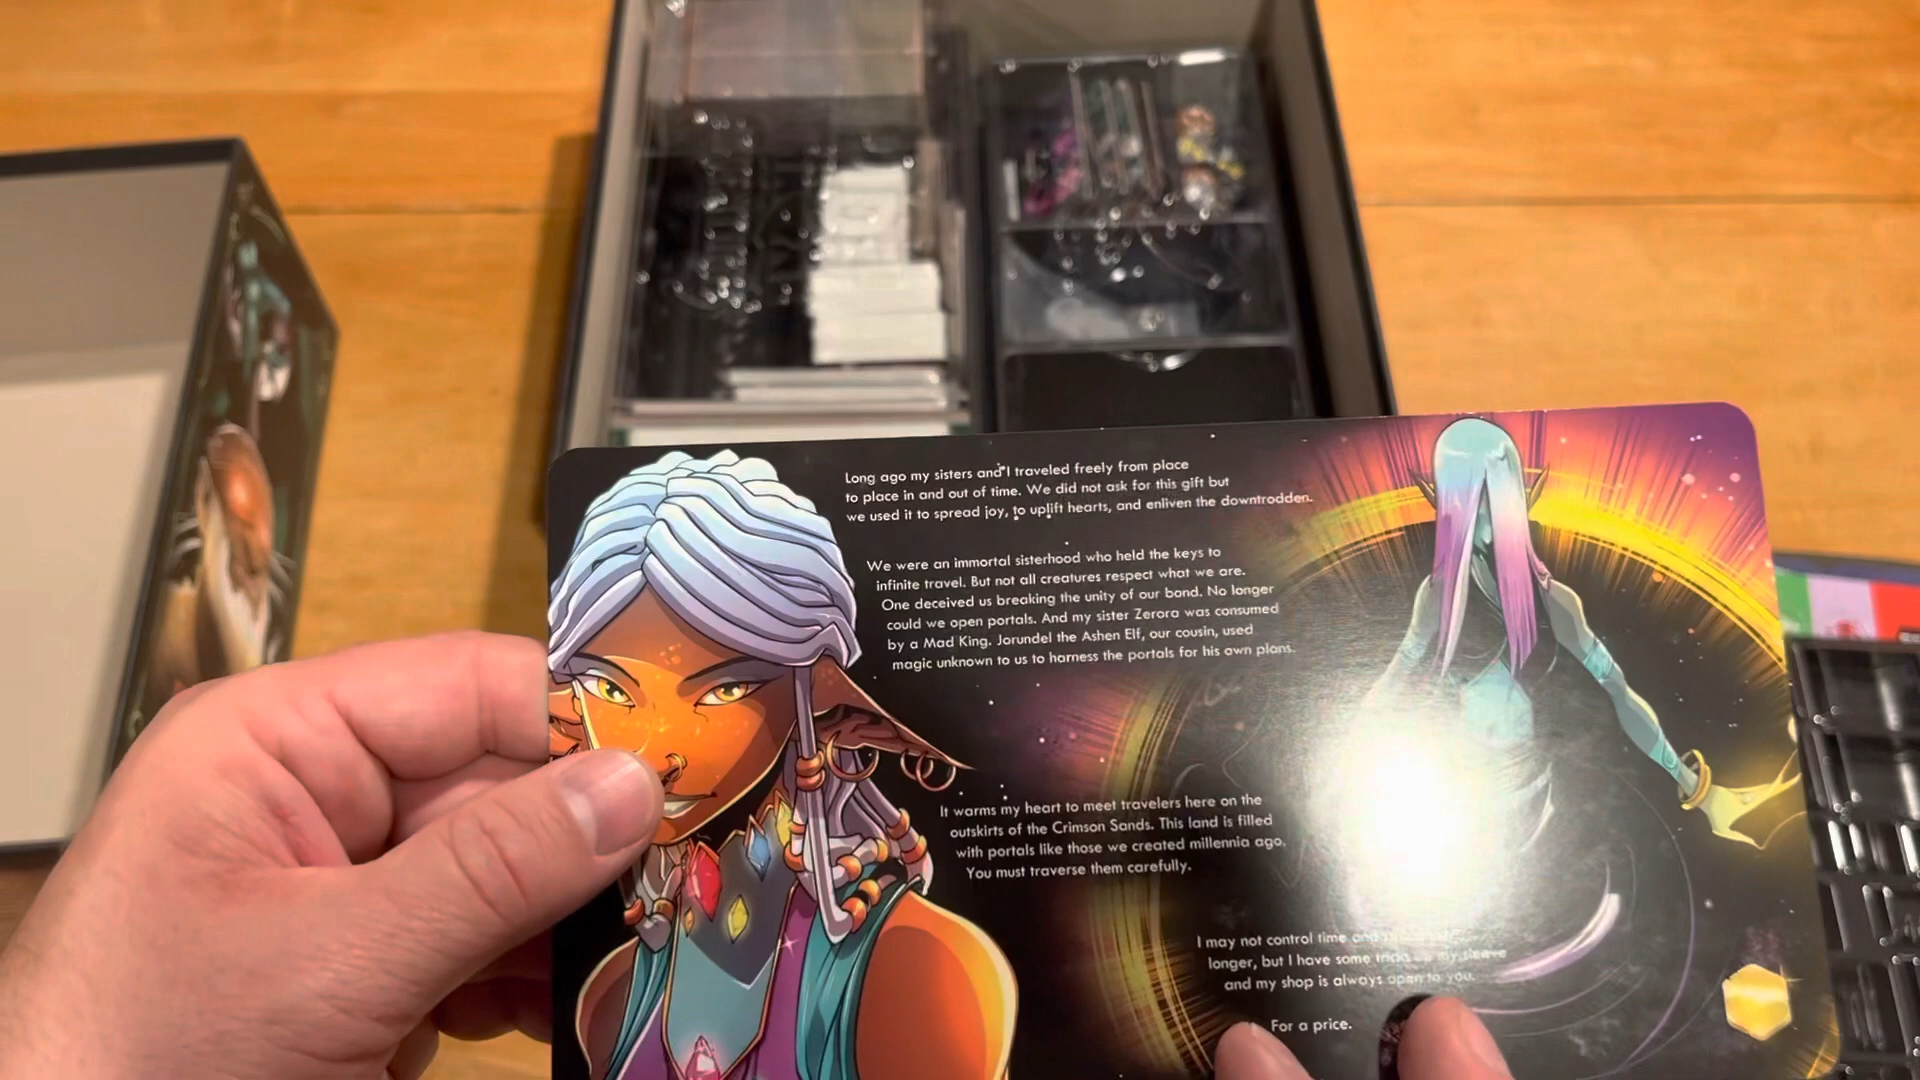 Long ago my sisters and I traveled freely from place
to place in and out of time. We did not ask for this gift but
we used it to spread joy, to uplift hearts, and enliven the downtrodden.
We were an immortal sisterhood who held the keys to
infinite travel. But not all creatures respect what we are.
One deceived us breaking the unity of our bond. No longer
could we open portals. And my sister Zerora was consumed
by a Mad King. Jorundel the Ashen Elf, our cousin, used
magic unknown to us to harness the portals for his own plans.
It warms my heart to meet travelers here on the
outskirts of the Crimson Sands. This land is filled
with portals like those we created millennia ago.
You must traverse them carefully.
I may not control time and
longer, but I have some tricks my sleeve
and my shop is always open to you.
For a price.